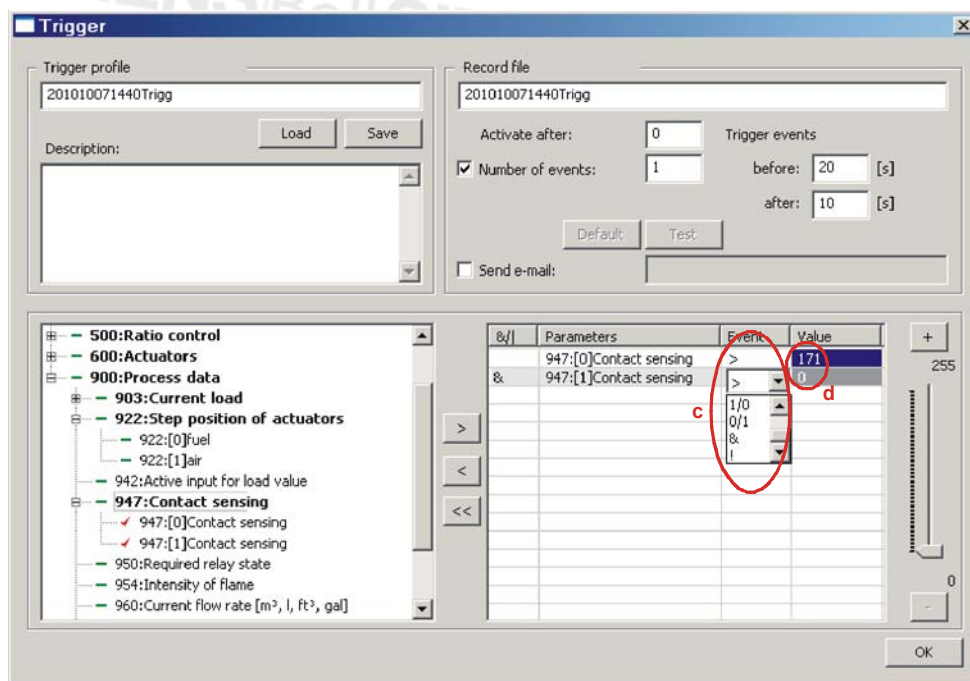 Trigger
Trigger profile
201010071440Trigg
Load
Save
Description:
Record file
201010071440Trigg
Activate after:
0
Trigger events
Number of events:
1
before:
20
[s]
after:
10
[s]
Default
Test
Send e-mail:
500:Ratio control
600:Actuators
900:Process data
903:Current load
922:Step position of actuators
922:[0]fuel
922:[1]air
942:Active input for load value
947:Contact sensing
947:[0]Contact sensing
947:[1]Contact sensing
950:Required relay state
954:Intensity of flame
960:Current flow rate [m³, l, ft³, gal]
>
<
<<
&/|
Parameters
Event
Value
947:[0]Contact sensing
>
171
&
947:[1]Contact sensing
>
0
1/0
0/1
&
!
c
d
+
255
0
-
OK